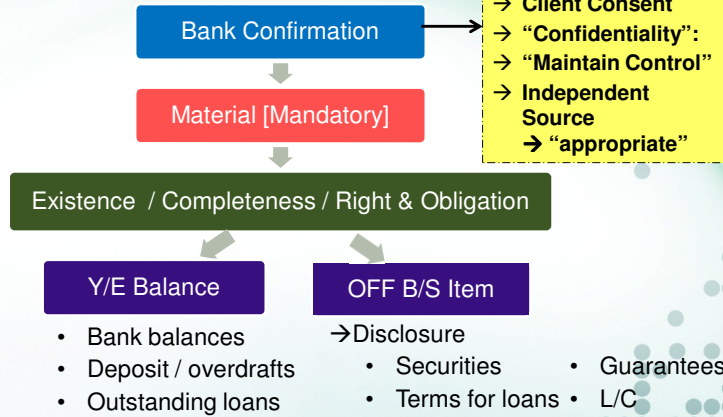 → Client Consent
Bank Confirmation
→ “Confidentiality”:
→ “Maintain Control”
→ Independent
Source
→ “appropriate”
Material [Mandatory]
Existence / Completeness / Right & Obligation
Y/E Balance
• Bank balances
• Deposit / overdrafts
• Outstanding loans
OFF B/S Item
→Disclosure
• Securities
• Terms for loans
• Guarantees
• L/C